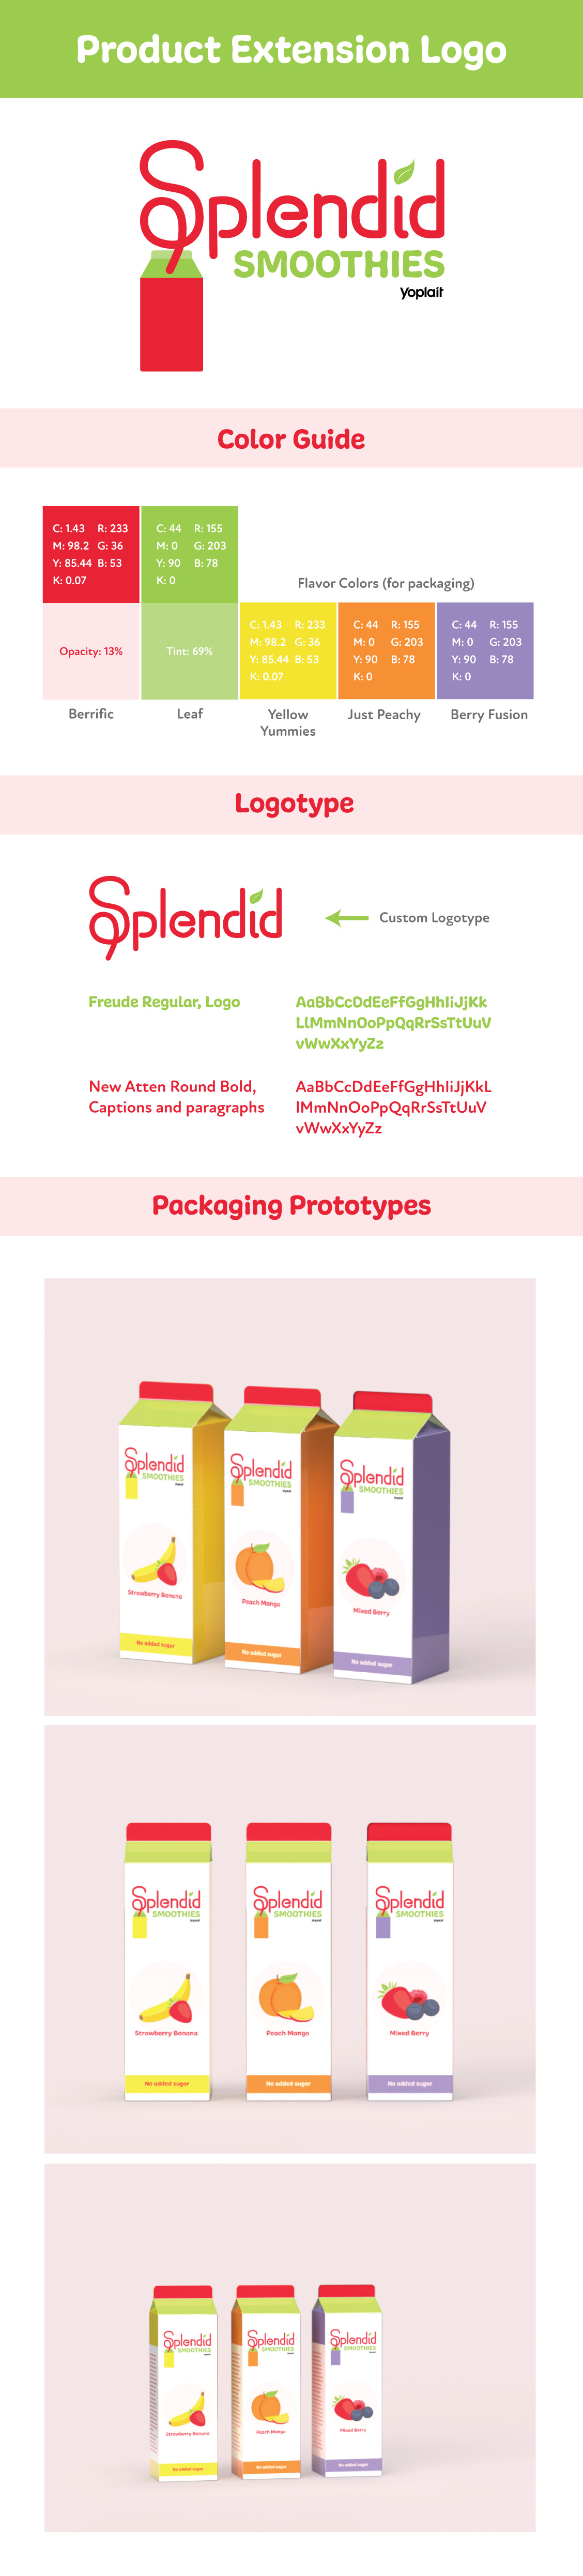 Product Extension Logo
Splendid
SMOOTHIES
yoplait
Color Guide
C: 1.43 R: 233
M: 98.2 G: 36
Y: 85.44 B: 53
K: 0.07
C: 44 R: 155
M: 0 G: 203
Y: 90 B: 78
K: 0
Flavor Colors (for packaging)
Opacity: 13%
Tint: 69%
C: 1.43 R: 233
M: 98.2 G: 36
Y: 85.44 B: 53
K: 0.07
C: 44 R: 155
M: 0 G: 203
Y: 90 B: 78
K: 0
C: 44 R: 155
M: 0 G: 203
Y: 90 B: 78
K: 0
Berrific
Leaf
Yellow
Yummies
Just Peachy
Berry Fusion
Logotype
Splendid
Custom Logotype
Freude Regular, Logo
AaBbCcDdEeFfGgHhIiJjKk
LlMmNnOoPpQqRrSsTtUuV
vWwXxYyZz
New Atten Round Bold,
Captions and paragraphs
AaBbCcDdEeFfGgHhIiJjKkL
lMmNnOoPpQqRrSsTtUuV
vWwXxYyZz
Packaging Prototypes
Splendid
SMOOTHIES
yoplait
Strawberry Banana
No added sugar
Splendid
SMOOTHIES
yoplait
Peach Mango
No added sugar
Splendid
SMOOTHIES
yoplait
Mixed Berry
No added sugar
Splendid
SMOOTHIES
yoplait
Strawberry Banana
No added sugar
Splendid
SMOOTHIES
yoplait
Peach Mango
No added sugar
Splendid
SMOOTHIES
yoplait
Mixed Berry
No added sugar
Splendid
SMOOTHIES
Strawberry Banana
No added sugar
Splendid
SMOOTHIES
Peach Mango
No added sugar
Splendid
SMOOTHIES
Mixed Berry
No added sugar